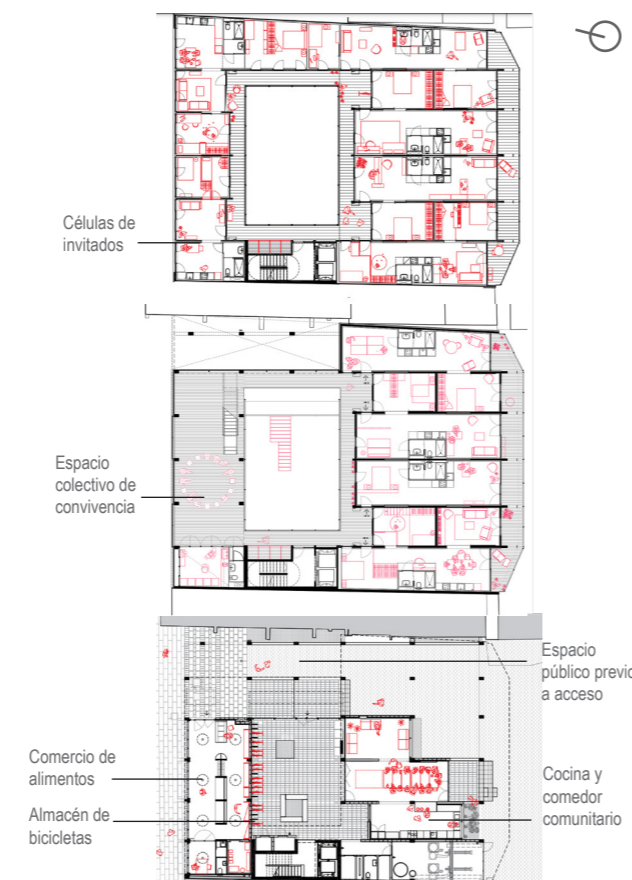 Células de
invitados
Espacio
colectivo de
convivencia
Espacio
público previo
a acceso
Comercio de
alimentos
Almacén de
bicicletas
Cocina y
comedor
comunitario